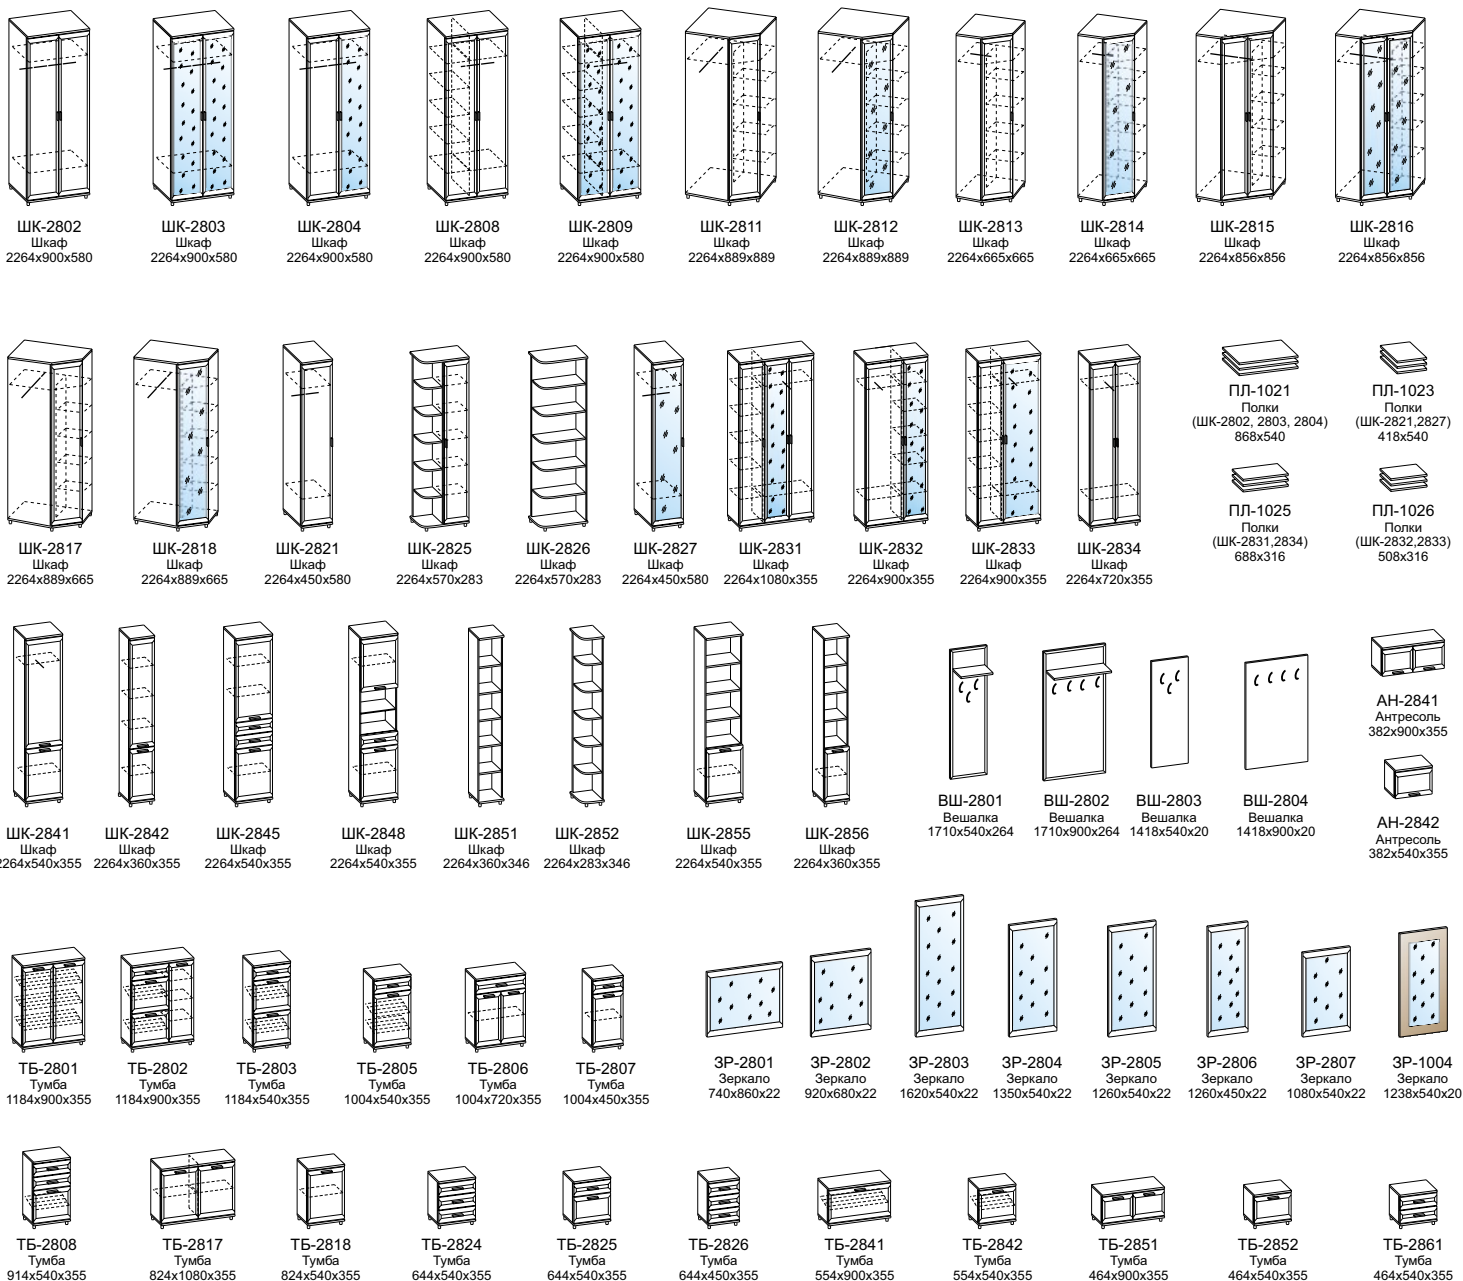 ШК-2802
Шкаф
2264x900x580
ШК-2803
Шкаф
2264x900x580
ШК-2804
Шкаф
2264x900x580
ШК-2808
Шкаф
2264x900x580
ШК-2809
Шкаф
2264x900x580
ШК-2811
Шкаф
2264x889x889
ШК-2812
Шкаф
2264x889x889
ШК-2813
Шкаф
2264x665x665
ШК-2814
Шкаф
2264x665x665
ШК-2815
Шкаф
2264x856x856
ШК-2816
Шкаф
2264x856x856
ШК-2817
Шкаф
2264x889x665
ШК-2818
Шкаф
2264x889x665
ШК-2821
Шкаф
2264x450x580
ШК-2825
Шкаф
2264x570x283
ШК-2826
Шкаф
2264x570x283
ШК-2827
Шкаф
2264x450x580
ШК-2831
Шкаф
2264x1080x355
ШК-2832
Шкаф
2264x900x355
ШК-2833
Шкаф
2264x900x355
ШК-2834
Шкаф
2264x720x355
ПЛ-1021
Полки
(ШК-2802, 2803, 2804)
868x540
ПЛ-1023
Полки
(ШК-2821,2827)
418x540
ПЛ-1025
Полки
(ШК-2831,2834)
688x316
ПЛ-1026
Полки
(ШК-2832,2833)
508x316
ШК-2841
Шкаф
2264x540x355
ШК-2842
Шкаф
2264x360x355
ШК-2845
Шкаф
2264x540x355
ШК-2848
Шкаф
2264x540x355
ШК-2851
Шкаф
2264x360x346
ШК-2852
Шкаф
2264x283x346
ШК-2855
Шкаф
2264x540x355
ШК-2856
Шкаф
2264x360x355
ВШ-2801
Вешалка
1710x540x264
ВШ-2802
Вешалка
1710x900x264
ВШ-2803
Вешалка
1418x540x20
ВШ-2804
Вешалка
1418x900x20
АН-2841
Антресоль
382x900x355
АН-2842
Антресоль
382x540x355
ТБ-2801
Тумба
1184x900x355
ТБ-2802
Тумба
1184x900x355
ТБ-2803
Тумба
1184x540x355
ТБ-2805
Тумба
1004x540x355
ТБ-2806
Тумба
1004x720x355
ТБ-2807
Тумба
1004x450x355
ЗР-2801
Зеркало
740x860x22
ЗР-2802
Зеркало
920x680x22
ЗР-2803
Зеркало
1620x540x22
ЗР-2804
Зеркало
1350x540x22
ЗР-2805
Зеркало
1260x540x22
ЗР-2806
Зеркало
1260x450x22
ЗР-2807
Зеркало
1080x540x22
ЗР-1004
Зеркало
1238x540x20
ТБ-2808
Тумба
914x540x355
ТБ-2817
Тумба
824x1080x355
ТБ-2818
Тумба
824x540x355
ТБ-2824
Тумба
644x540x355
ТБ-2825
Тумба
644x540x355
ТБ-2826
Тумба
644x450x355
ТБ-2841
Тумба
554x900x355
ТБ-2842
Тумба
554x540x355
ТБ-2851
Тумба
464x900x355
ТБ-2852
Тумба
464x540x355
ТБ-2861
Тумба
464x540x355